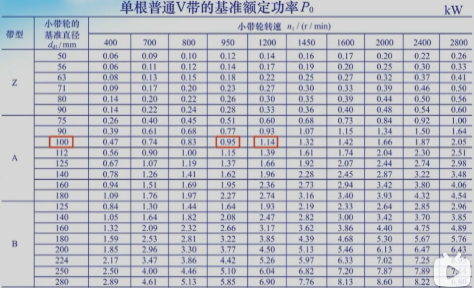 单根普通V带的基准额定功率P₀ kW
带型 小带轮的基准直径 d_d1/mm 小带轮转速 n₁/(r/min)
400 700 800 950 1200 1450 1600 2000 2400 2800
Z
50 0.06 0.09 0.10 0.12 0.14 0.16 0.17 0.20 0.22 0.26
56 0.06 0.11 0.12 0.14 0.17 0.19 0.20 0.25 0.30 0.33
63 0.08 0.13 0.15 0.18 0.22 0.25 0.27 0.32 0.37 0.41
71 0.09 0.17 0.20 0.23 0.27 0.30 0.33 0.39 0.46 0.50
80 0.14 0.20 0.22 0.26 0.30 0.35 0.39 0.44 0.50 0.56
90 0.14 0.22 0.24 0.28 0.33 0.36 0.40 0.48 0.54 0.60
A
75 0.26 0.40 0.45 0.51 0.60 0.68 0.73 0.84 0.92 1.00
90 0.39 0.61 0.68 0.77 0.93 1.07 1.15 1.34 1.50 1.64
100 0.47 0.74 0.83 0.95 1.14 1.32 1.42 1.66 1.87 2.05
112 0.56 0.90 1.00 1.15 1.39 1.61 1.74 2.04 2.30 2.51
125 0.67 1.07 1.19 1.37 1.66 1.92 2.07 2.44 2.74 2.98
140 0.78 1.26 1.41 1.62 1.96 2.28 2.45 2.87 3.22 3.48
160 0.94 1.51 1.69 1.95 2.36 2.73 2.94 3.42 3.80 4.06
180 1.09 1.76 1.97 2.27 2.74 3.16 3.40 3.93 4.32 4.54
B
125 0.84 1.30 1.44 1.64 1.93 2.19 2.33 2.64 2.85 2.96
140 1.05 1.64 1.82 2.08 2.47 2.82 3.00 3.42 3.70 3.85
160 1.32 2.09 2.32 2.66 3.17 3.62 3.86 4.40 4.75 4.89
180 1.59 2.53 2.81 3.22 3.85 4.39 4.68 5.30 5.67 5.76
200 1.85 2.96 3.30 3.77 4.50 5.13 5.46 6.13 6.47 6.43
224 2.17 3.47 3.86 4.42 5.26 5.97 6.33 7.02 7.25
250 2.50 4.00 4.46 5.10 6.04 6.82 7.20 7.87 7.89
280 2.89 4.61 5.13 5.85 6.90 7.76 8.13 8.60 8.22